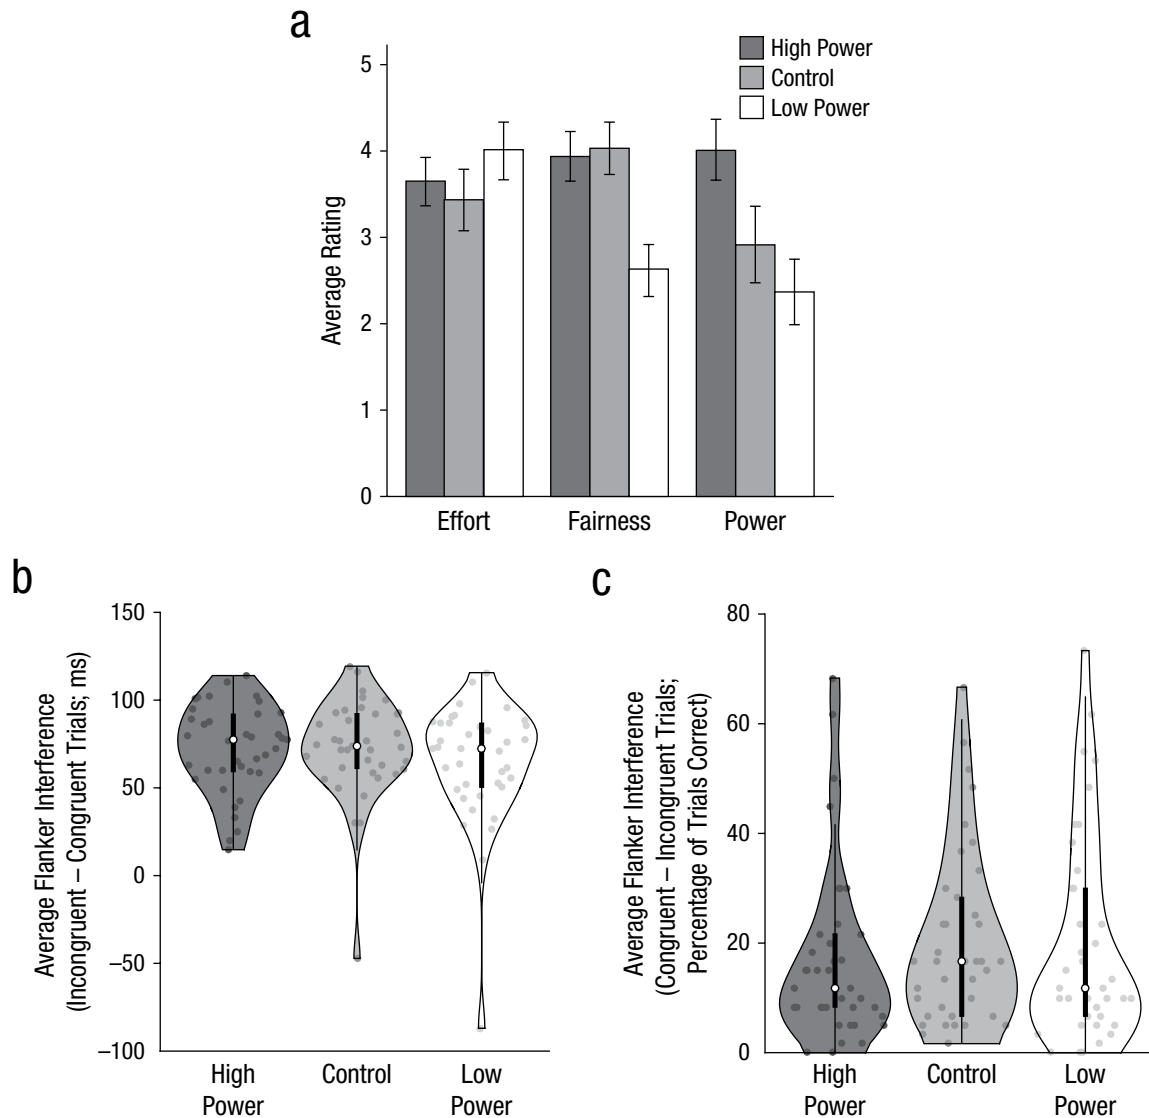 a
High Power
Control
Low Power
Average Rating
5
4
3
2
1
0
Effort
Fairness
Power
b
Average Flanker Interference
(Incongruent – Congruent Trials; ms)
150
100
50
0
–50
–100
High
Power
Control
Low
Power
c
Average Flanker Interference
(Congruent – Incongruent Trials;
Percentage of Trials Correct)
80
60
40
20
0
High
Power
Control
Low
Power